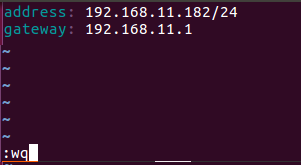 address: 192.168.11.182/24
gateway: 192.168.11.1
~
~
~
~
~
~
:wq